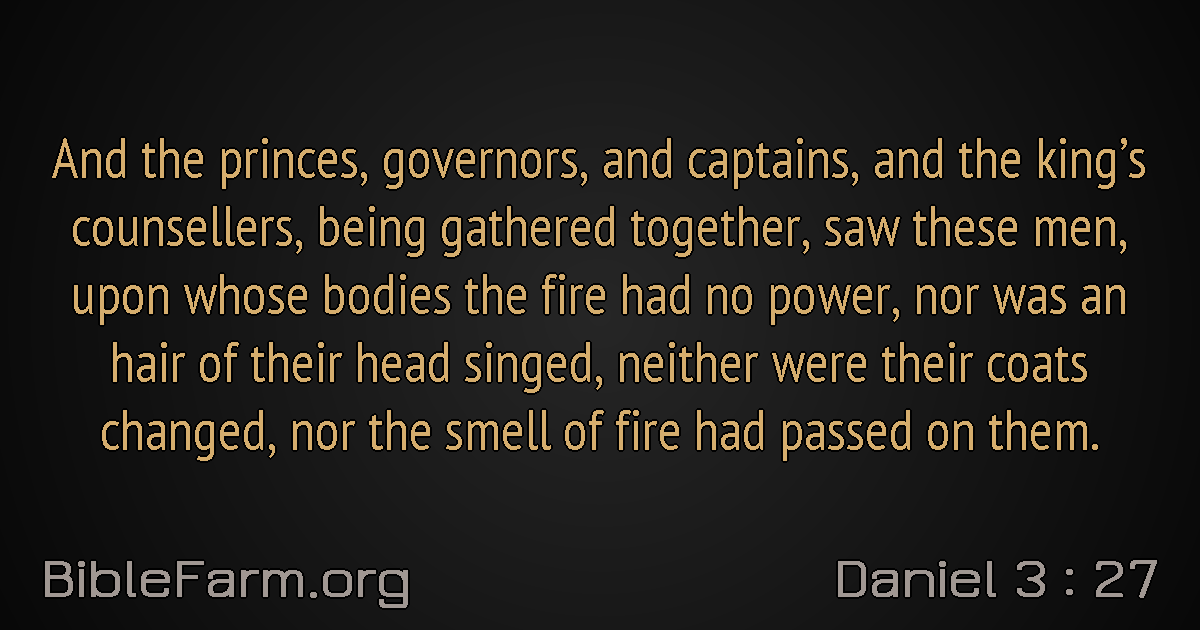 And the princes, governors, and captains, and the king’s
counsellers, being gathered together, saw these men,
upon whose bodies the fire had no power, nor was an
hair of their head singed, neither were their coats
changed, nor the smell of fire had passed on them.
BibleFarm.org
Daniel 3 : 27